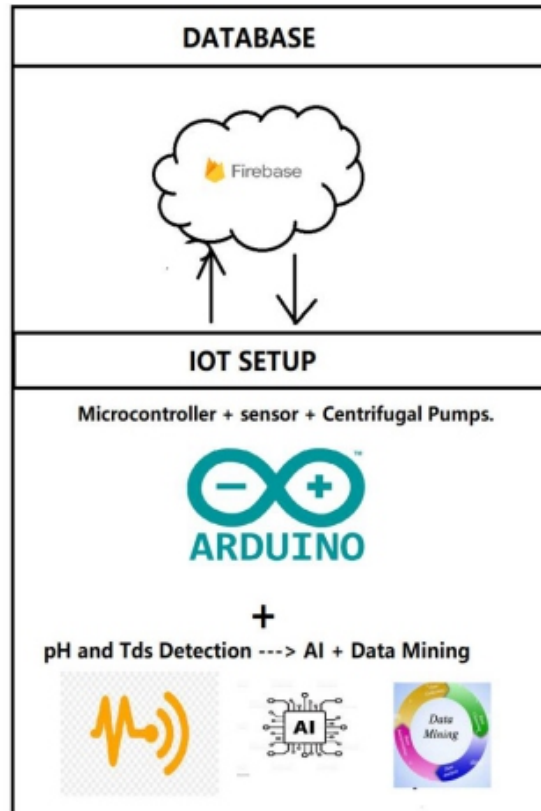 DATABASE
Firebase
IOT SETUP
Microcontroller + sensor + Centrifugal Pumps.
ARDUINO
+
pH and Tds Detection ---> AI + Data Mining
AI
Data
Mining